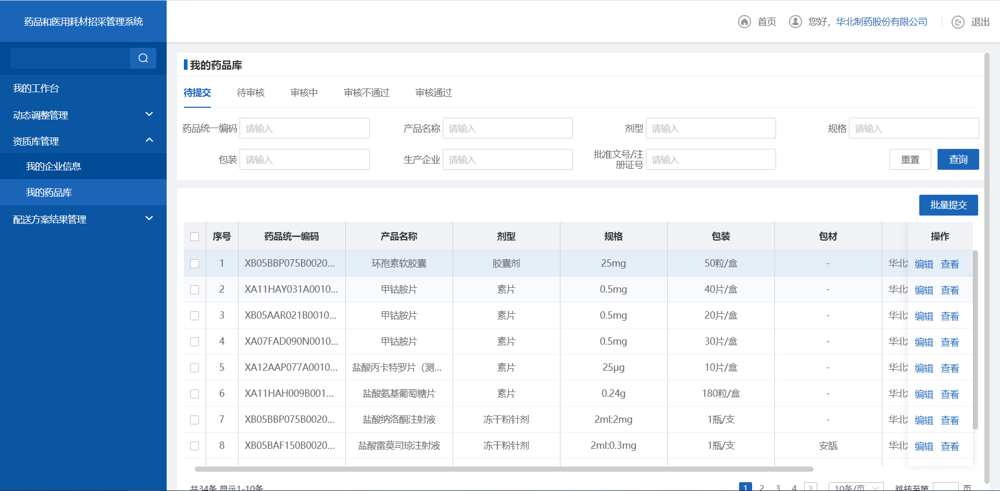 药品和医用耗材招采管理系统
首页 您好，华北制药股份有限公司 退出
我的工作台
动态调整管理
资质库管理
我的企业信息
我的药品库
配送方案结果管理
我的药品库
待提交 待审核 审核中 审核不通过 审核通过
药品统一编码 请输入 产品名称 请输入 剂型 请输入 规格 请输入
包装 请输入 生产企业 请输入 批准文号/注册证号 请输入 重置 查询
批量提交
序号 药品统一编码 产品名称 剂型 规格 包装 包材 操作
1 XB05BBP075B0020... 环孢素软胶囊 胶囊剂 25mg 50粒/盒 - 华北 编辑 查看
2 XA11HAY031A0010... 甲钴胺片 素片 0.5mg 40片/盒 - 华北 编辑 查看
3 XB05AAR021B0010... 甲钴胺片 素片 0.5mg 20片/盒 - 华北 编辑 查看
4 XA07FAD090N0010... 甲钴胺片 素片 0.5mg 30片/盒 - 华北 编辑 查看
5 XA12AAP077A0010... 盐酸丙卡特罗片（测... 素片 25μg 10片/盒 - 华北 编辑 查看
6 XA11HAH009B001... 盐酸氨基葡萄糖片 素片 0.24g 180粒/盒 - 华北 编辑 查看
7 XB05BBP075B0020... 盐酸纳洛酮注射液 冻干粉针剂 2ml:2mg 1瓶/支 - 华北 编辑 查看
8 XB05BAF150B0020... 盐酸雷莫司琼注射液 冻干粉针剂 2ml:0.3mg 1瓶/支 安瓿 华北 编辑 查看
共34条 显示1-10条 1 2 3 4 10条/页 跳转至第 页